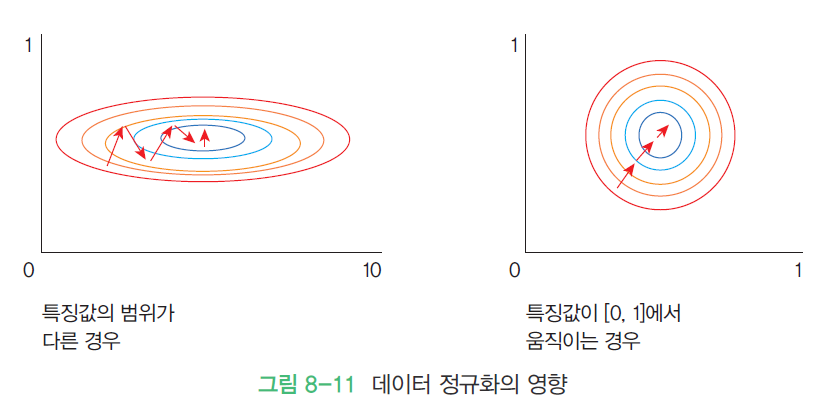 1
0
10
특징값의 범위가
다른 경우
1
0
1
특징값이 [0, 1]에서
움직이는 경우
그림 8-11 데이터 정규화의 영향